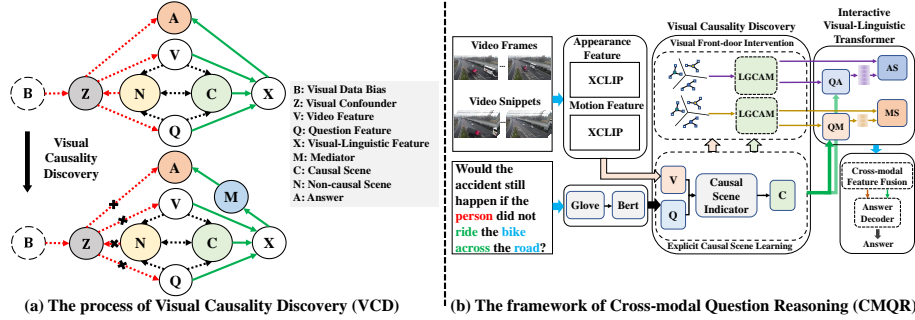 A
V
B
Z
N
C
X
Q
Visual
Causality
Discovery
A
M
V
B
Z
N
C
X
Q
B: Visual Data Bias
Z: Visual Confounder
V: Video Feature
Q: Question Feature
X: Visual-Linguistic Feature
M: Mediator
C: Causal Scene
N: Non-causal Scene
A: Answer
(a) The process of Visual Causality Discovery (VCD)
Video Frames
...
Video Snippets
...
Would the
accident still
happen if the
person did not
ride the bike
across the road?
Appearance
Feature
XCLIP
Motion Feature
XCLIP
Glove
Bert
Visual Causality Discovery
Visual Front-door Intervention
LGCAM
LGCAM
V
Q
Causal
Scene
Indicator
C
Explicit Causal Scene Learning
Interactive
Visual-Linguistic
Transformer
QA
AS
QM
MS
Cross-modal
Feature Fusion
Answer
Decoder
Answer
(b) The framework of Cross-modal Question Reasoning (CMQR)